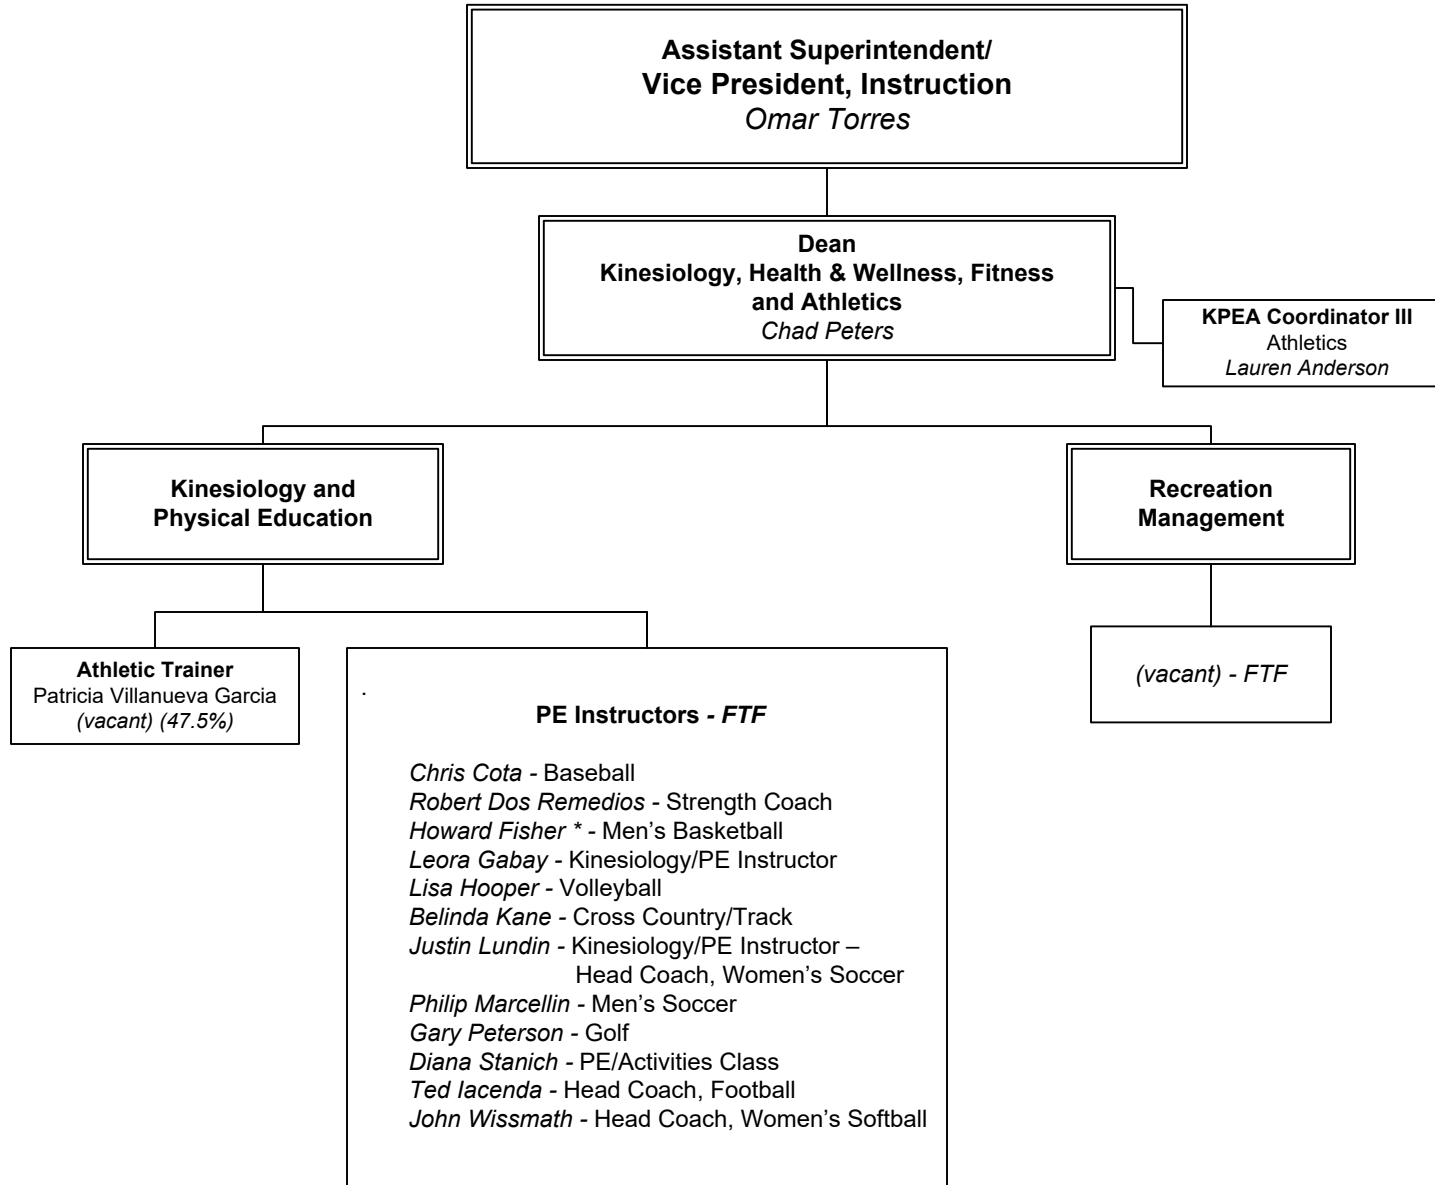 Assistant Superintendent/
Vice President, Instruction
Omar Torres
Dean
Kinesiology, Health & Wellness, Fitness
and Athletics
Chad Peters
KPEA Coordinator III
Athletics
Lauren Anderson
Kinesiology and
Physical Education
Recreation
Management
Athletic Trainer
Patricia Villanueva Garcia
(vacant) (47.5%)
.
PE Instructors - FTF
Chris Cota - Baseball
Robert Dos Remedios - Strength Coach
Howard Fisher * - Men’s Basketball
Leora Gabay - Kinesiology/PE Instructor
Lisa Hooper - Volleyball
Belinda Kane - Cross Country/Track
Justin Lundin - Kinesiology/PE Instructor –
Head Coach, Women’s Soccer
Philip Marcellin - Men’s Soccer
Gary Peterson - Golf
Diana Stanich - PE/Activities Class
Ted Iacenda - Head Coach, Football
John Wissmath - Head Coach, Women’s Softball
(vacant) - FTF